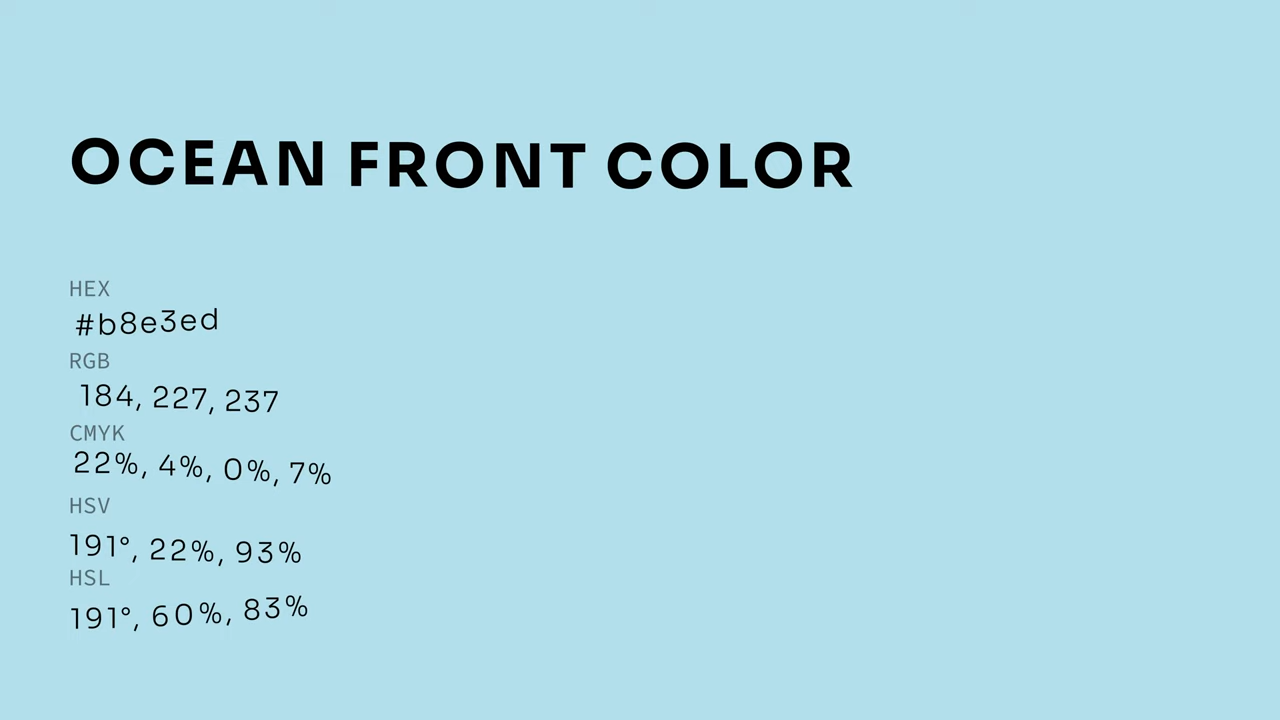 OCEAN FRONT COLOR
HEX
#b8e3ed
RGB
184, 227, 237
CMYK
22%, 4%, 0%, 7%
HSV
191°, 22%, 93%
HSL
191°, 60%, 83%